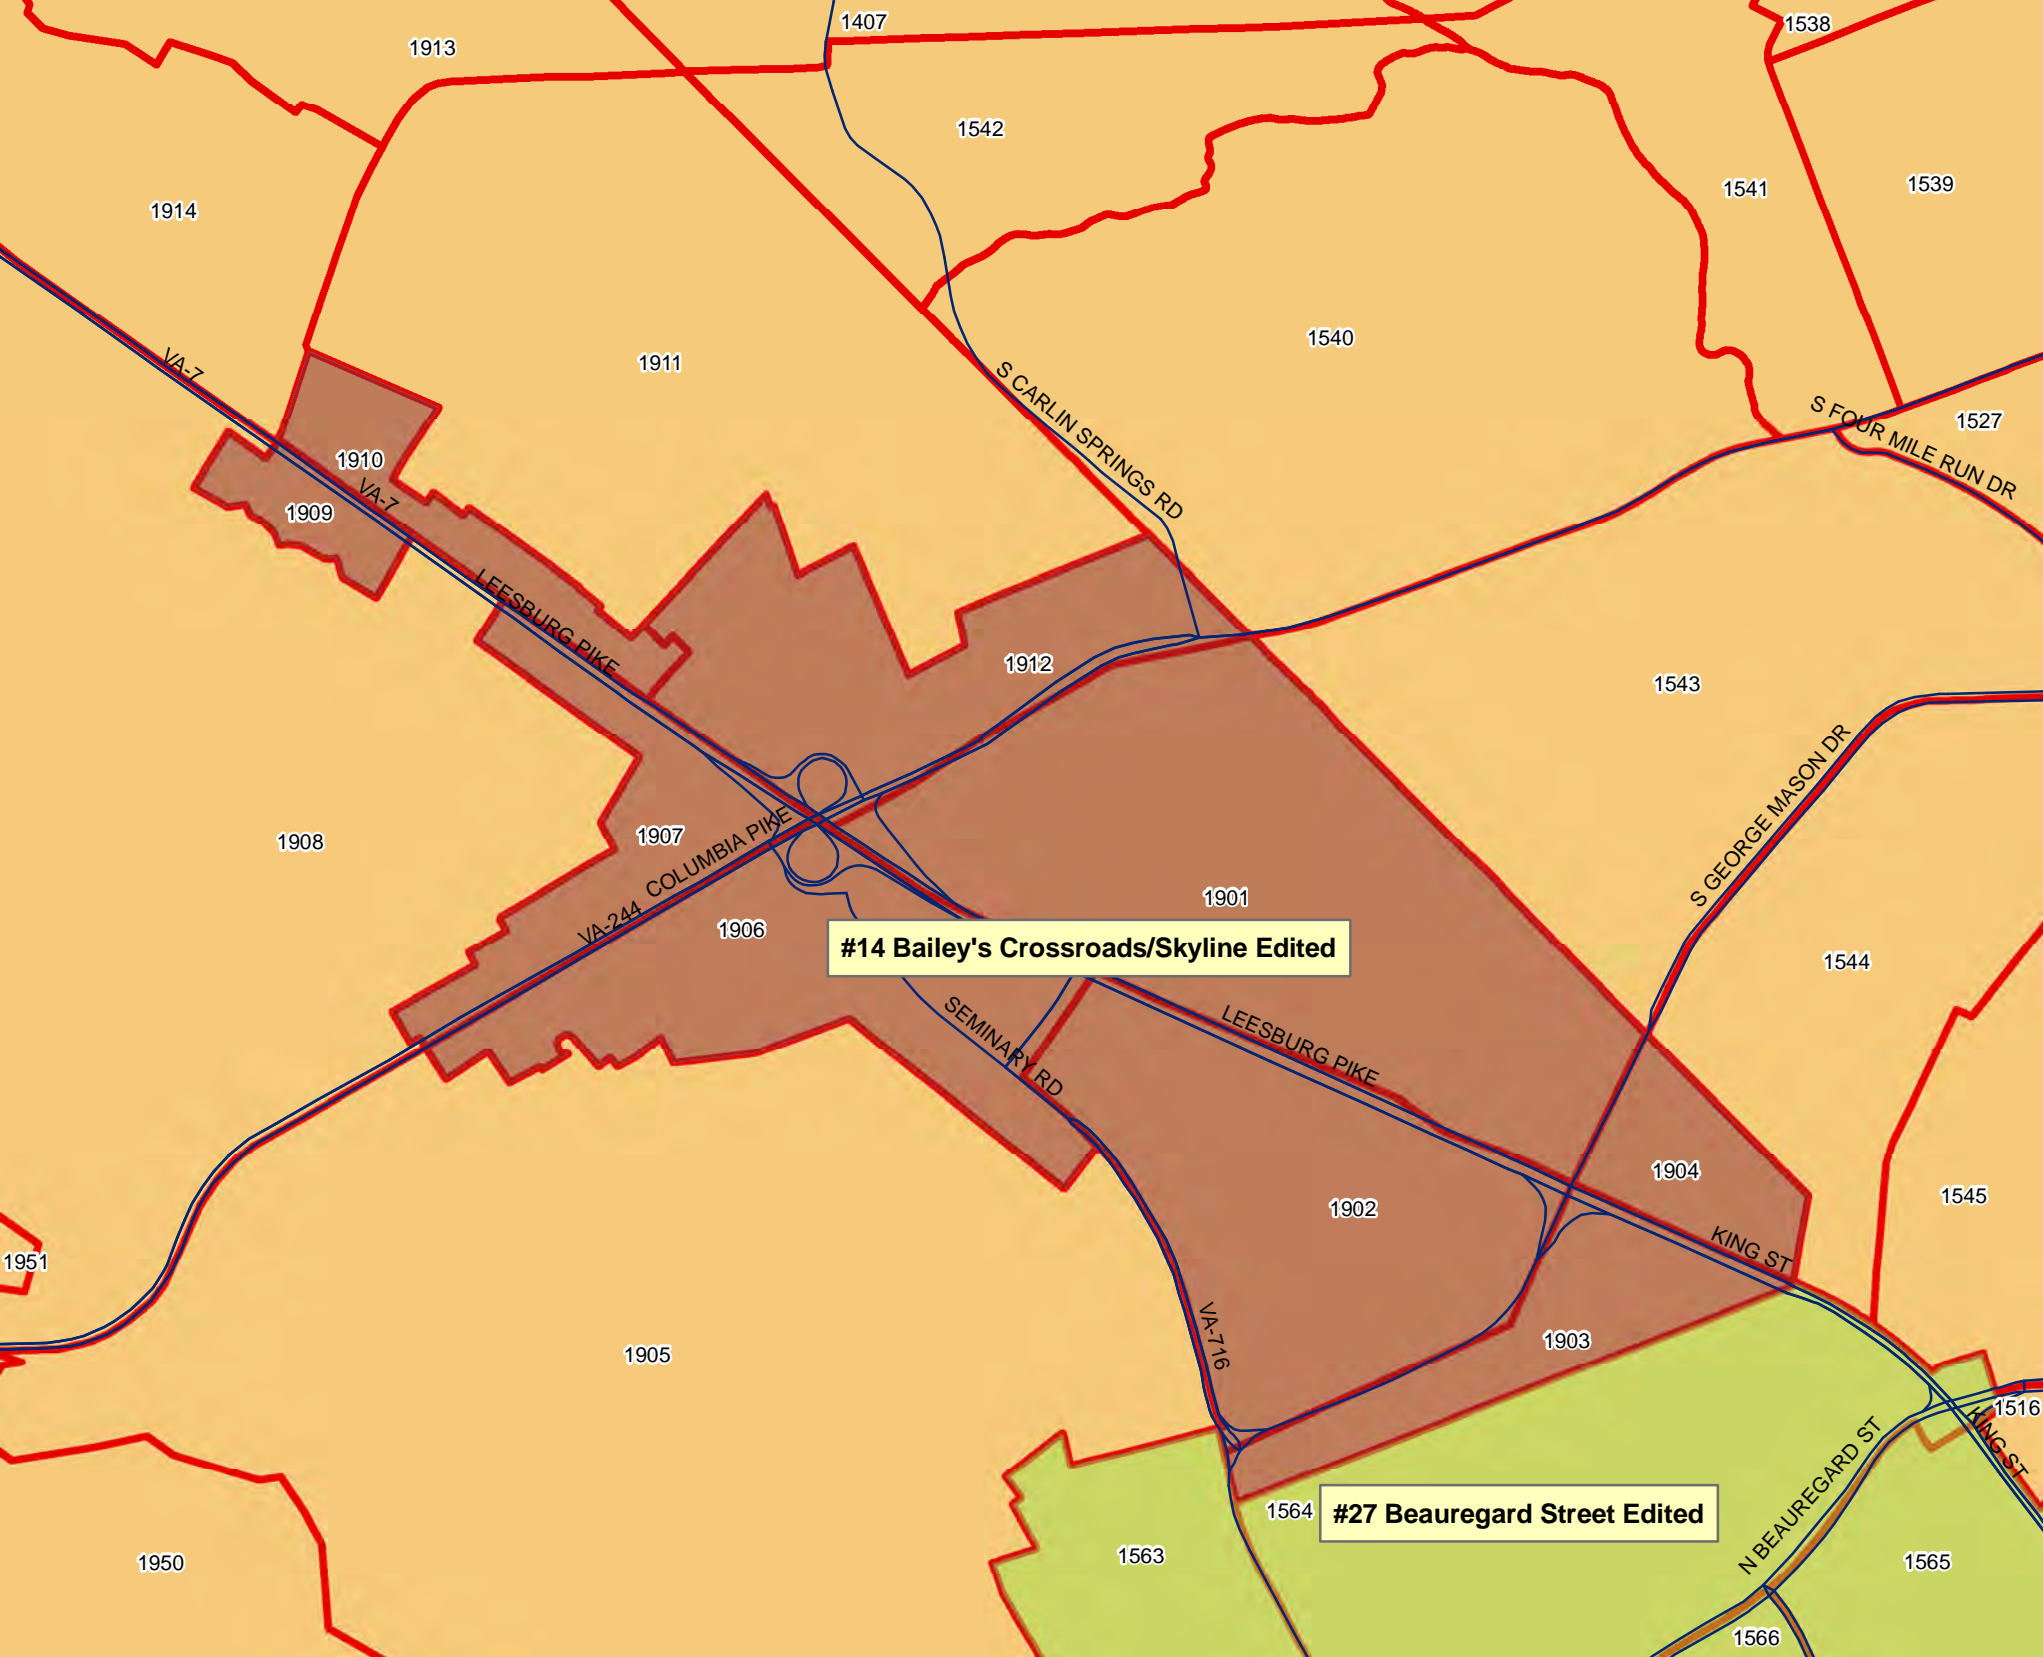 1407
1538
1913
1542
1541
1539
1914
1540
VA-7
1911
S CARLIN SPRINGS RD
S FOUR MILE RUN DR
1527
1910
VA-7
1909
LEESBURG PIKE
1912
1543
S GEORGE MASON DR
1908
1907
COLUMBIA PIKE
VA-244
1901
1906
#14 Bailey's Crossroads/Skyline Edited
1544
SEMINARY RD
LEESBURG PIKE
1904
1545
1902
KING ST
1951
VA-716
1903
1905
1516
KING ST
N BEAUREGARD ST
1564
#27 Beauregard Street Edited
1563
1950
1565
1566